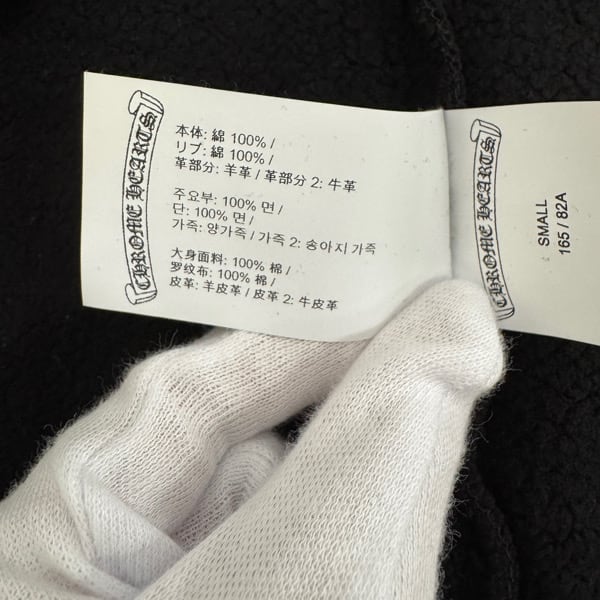 CHROME HEARTS
本体: 綿 100% /
リブ: 綿 100% /
革部分: 羊革 / 革部分 2: 牛革
주요부: 100% 면 /
단: 100% 면 /
가죽: 양가죽 / 가죽 2: 송아지 가죽
大身面料: 100% 棉 /
罗纹布: 100% 棉 /
皮革: 羊皮革 / 皮革 2: 牛皮革
CHROME HEARTS
SMALL
165 / 82A